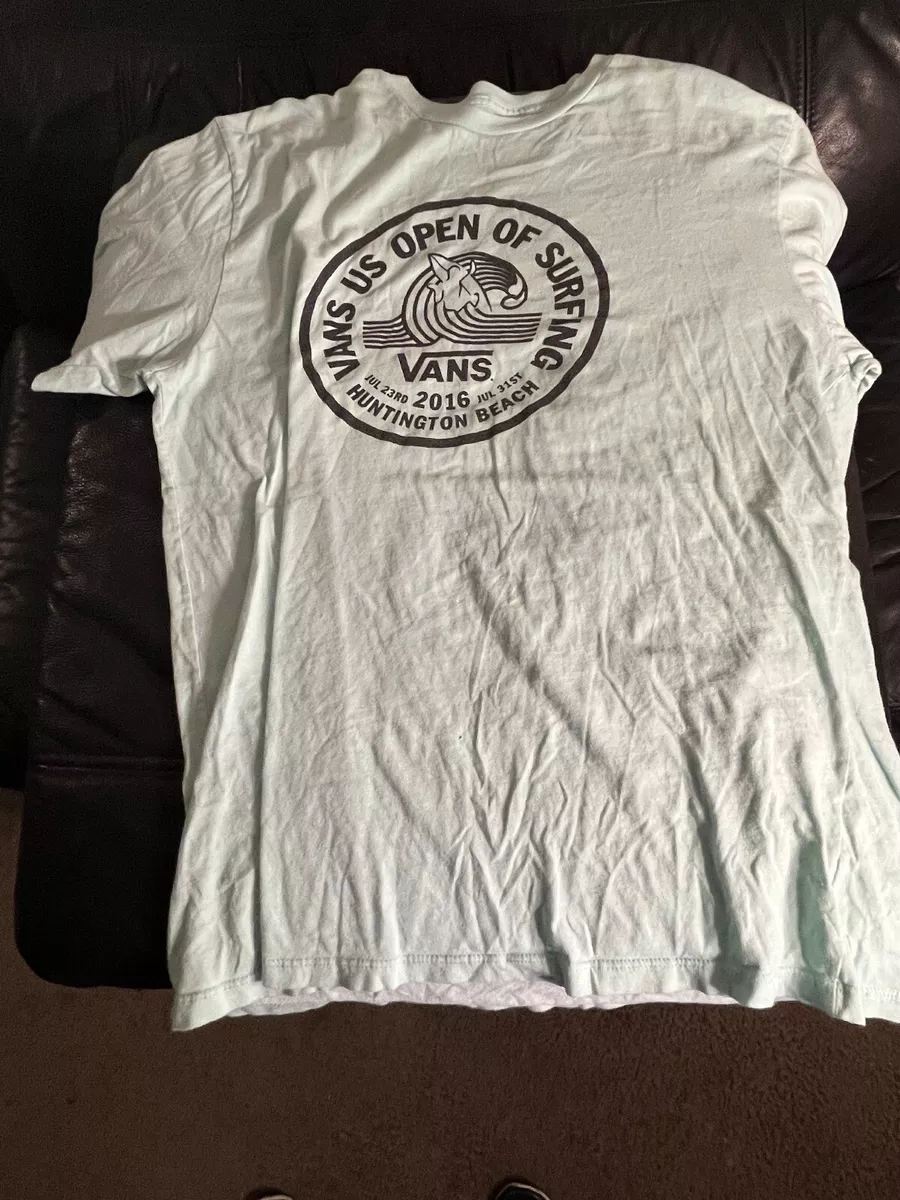 VANS US OPEN OF SURFING
VANS
JUL 23RD 2016 JUL 31ST
HUNTINGTON BEACH